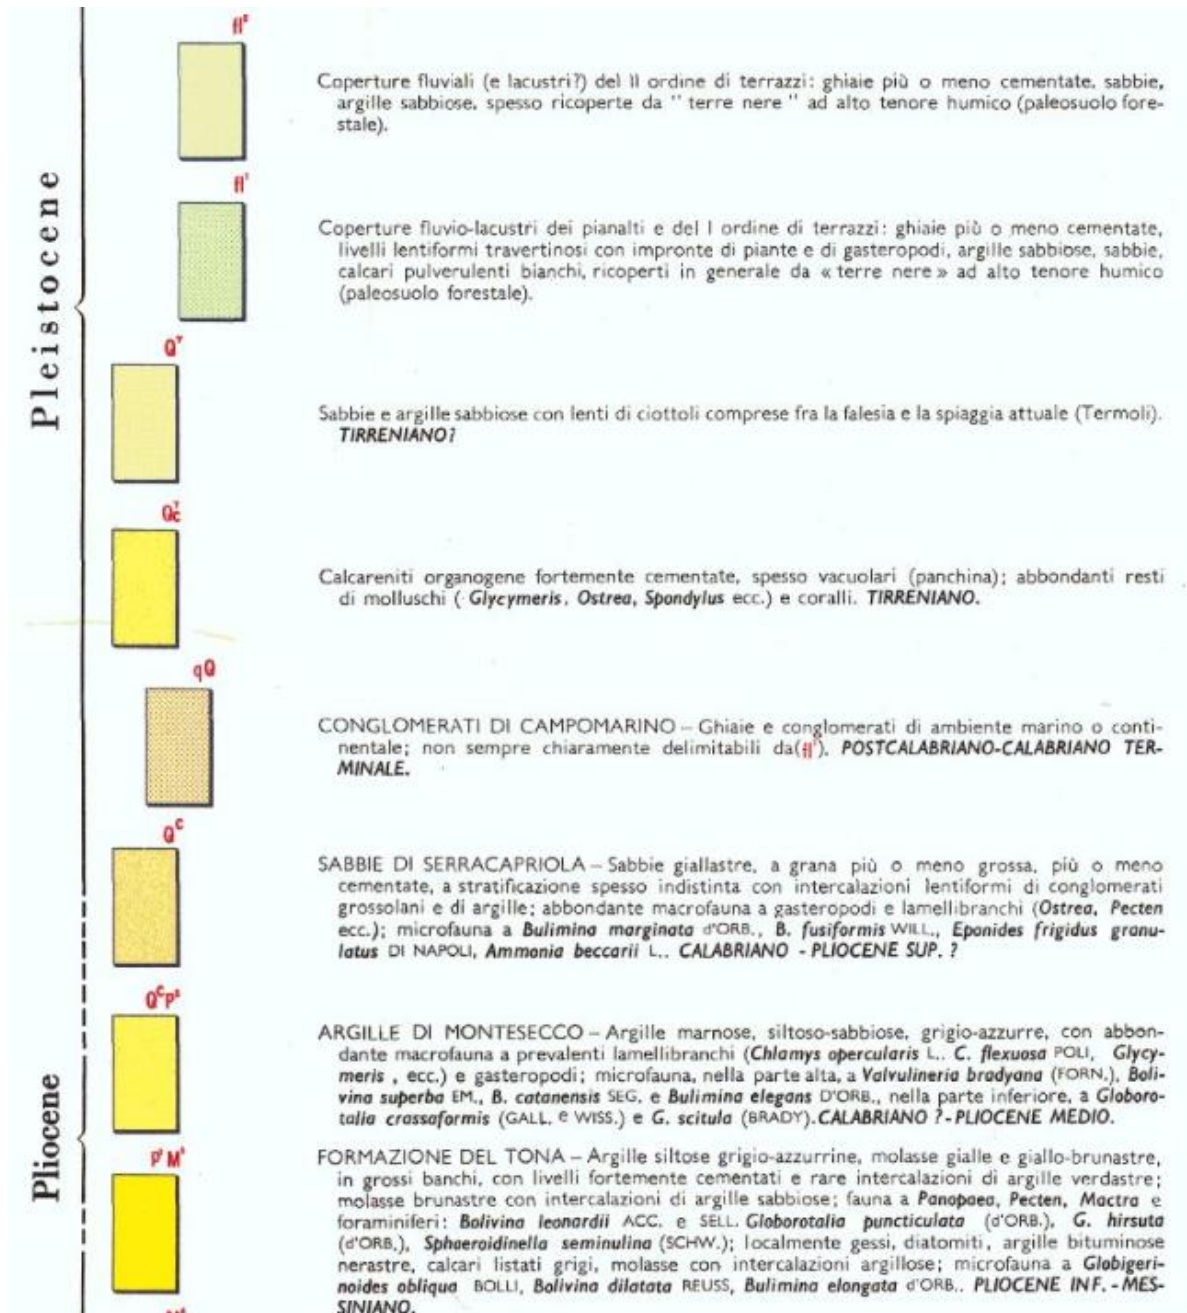 fl²
Coperture fluviali (e lacustri?) del II ordine di terrazzi: ghiaie più o meno cementate, sabbie,
argille sabbiose, spesso ricoperte da " terre nere " ad alto tenore humico (paleosuolo fore-
stale).
fl¹
Coperture fluvio-lacustri dei pianalti e del I ordine di terrazzi: ghiaie più o meno cementate,
livelli lentiformi travertinosi con impronte di piante e di gasteropodi, argille sabbiose, sabbie,
calcari pulverulenti bianchi, ricoperti in generale da « terre nere » ad alto tenore humico
(paleosuolo forestale).
Pleistocene
Qᵀ
Sabbie e argille sabbiose con lenti di ciottoli comprese fra la falesia e la spiaggia attuale (Termoli).
TIRRENIANO?
Qcᵀ
Calcareniti organogene fortemente cementate, spesso vacuolari (panchina); abbondanti resti
di molluschi ( Glycymeris, Ostrea, Spondylus ecc.) e coralli. TIRRENIANO.
qQ
CONGLOMERATI DI CAMPOMARINO – Ghiaie e conglomerati di ambiente marino o conti-
nentale; non sempre chiaramente delimitabili da(fl¹). POSTCALABRIANO-CALABRIANO TER-
MINALE.
Qᶜ
SABBIE DI SERRACAPRIOLA – Sabbie giallastre, a grana più o meno grossa, più o meno
cementate, a stratificazione spesso indistinta con intercalazioni lentiformi di conglomerati
grossolani e di argille; abbondante macrofauna a gasteropodi e lamellibranchi (Ostrea, Pecten
ecc.); microfauna a Bulimina marginata d'ORB., B. fusiformis WILL., Eponides frigidus granu-
latus DI NAPOLI, Ammonia beccarii L.. CALABRIANO - PLIOCENE SUP. ?
QᶜP²
ARGILLE DI MONTESECCO – Argille marnose, siltoso-sabbiose, grigio-azzurre, con abbon-
dante macrofauna a prevalenti lamellibranchi (Chlamys opercularis L., C. flexuosa POLI, Glycy-
meris , ecc.) e gasteropodi; microfauna, nella parte alta, a Valvulineria bradyana (FORN.), Boli-
vina superba EM., B. catanensis SEG. e Bulimina elegans D'ORB., nella parte inferiore, a Globoro-
talia crassaformis (GALL. e WISS.) e G. scitula (BRADY). CALABRIANO ? - PLIOCENE MEDIO.
Pliocene
FORMAZIONE DEL TONA – Argille siltose grigio-azzurrine, molasse gialle e giallo-brunastre,
in grossi banchi, con livelli fortemente cementati e rare intercalazioni di argille verdastre;
molasse brunastre con intercalazioni di argille sabbiose; fauna a Panopaea, Pecten, Mactra e
foraminiferi: Bolivina leonardii ACC. e SELL. Globorotalia puncticulata (d'ORB.), G. hirsuta
(d'ORB.), Sphaeroidinella seminulina (SCHW.); localmente gessi, diatomiti, argille bituminose
nerastre, calcari listati grigi, molasse con intercalazioni argillose; microfauna a Globigeri-
noides obliqua BOLLI, Bolivina dilatata REUSS, Bulimina elongata d'ORB.. PLIOCENE INF. - MES-
SINIANO.